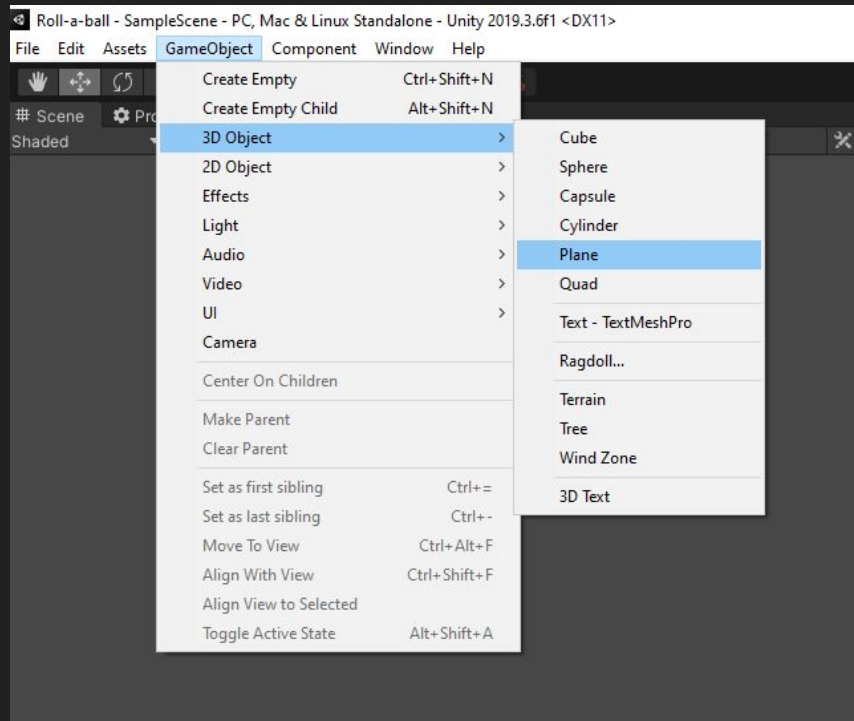 Roll-a-ball - SampleScene - PC, Mac & Linux Standalone - Unity 2019.3.6f1 <DX11>
File Edit Assets GameObject Component Window Help
Create Empty Ctrl+Shift+N
Create Empty Child Alt+Shift+N
# Scene
Shaded
3D Object >
2D Object >
Effects >
Light >
Audio >
Video >
UI >
Camera
Center On Children
Make Parent
Clear Parent
Set as first sibling Ctrl+=
Set as last sibling Ctrl+-
Move To View Ctrl+Alt+F
Align With View Ctrl+Shift+F
Align View to Selected
Toggle Active State Alt+Shift+A
Cube
Sphere
Capsule
Cylinder
Plane
Quad
Text - TextMeshPro
Ragdoll...
Terrain
Tree
Wind Zone
3D Text